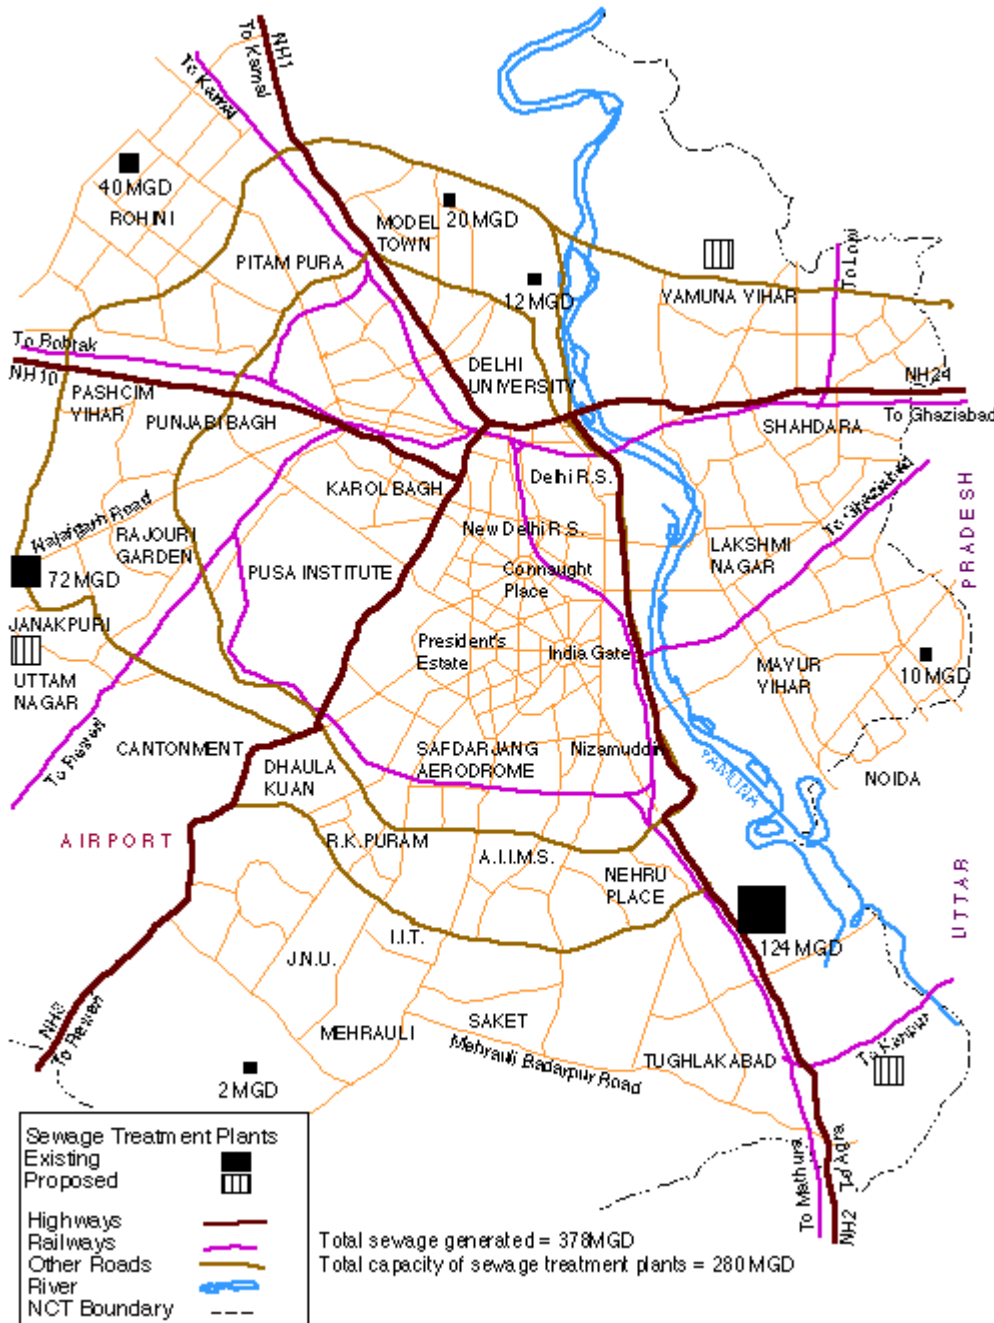 NH1
To Karnal
To Karnal
40 MGD
ROHINI
MODEL
TOWN
20 MGD
PITAM PURA
12 MGD
YAMUNA VIHAR
To Loni
To Rohtak
NH10
PASHCIM
VIHAR
PUNJABI BAGH
DELHI
UNIVERSITY
NH24
To Ghaziabad
SHAHDARA
KAROL BAGH
Delhi R.S.
To Ghaziabad
Najafgarh Road
RAJOURI
GARDEN
New Delhi R.S.
LAKSHMI
NAGAR
PRADESH
72 MGD
PUSA INSTITUTE
Connaught
Place
JANAKPURI
President's
Estate
India Gate
UTTAM
NAGAR
MAYUR
VIHAR
10 MGD
To Rewari
CANTONMENT
DHAULA
KUAN
SAFDARJANG
AERODROME
Nizamuddin
YAMUNA
NOIDA
AIRPORT
R.K. PURAM
A.I.I.M.S.
NEHRU
PLACE
UTTAR
124 MGD
I.I.T.
J.N.U.
NH8
To Rewari
MEHRAULI
SAKET
Mehrauli Badarpur Road
TUGHLAKABAD
To Kanpur
2 MGD
To Mathura
NH2
Sewage Treatment Plants
Existing
Proposed
Highways
Railways
Other Roads
River
NCT Boundary
Total sewage generated = 378MGD
Total capacity of sewage treatment plants = 280 MGD